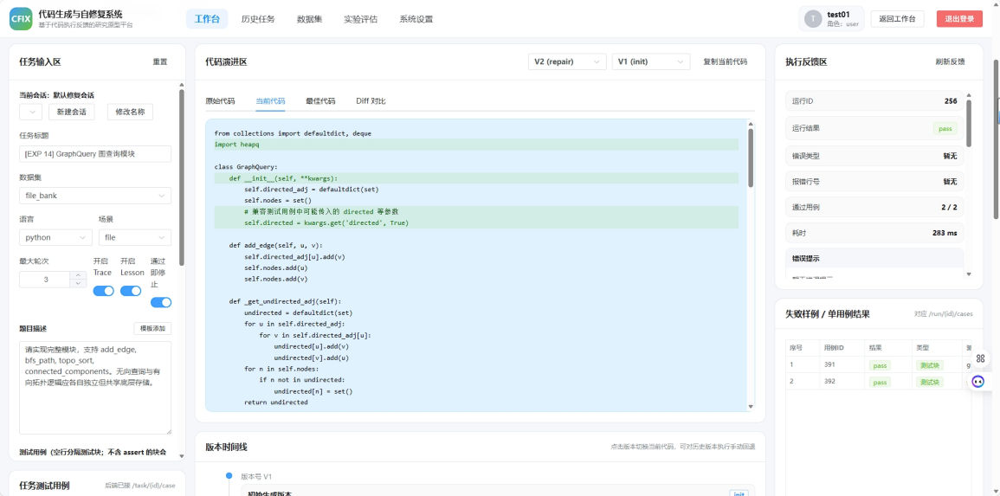 CFIX
代码生成与自修复系统
基于代码执行反馈的研究原型平台
工作台
历史任务
数据集
实验评估
系统设置
T
test01
角色：user
返回工作台
退出登录
任务输入区
重置
当前会话：默认修复会话
新建会话
修改名称
任务标题
[EXP 14] GraphQuery 图查询模块
数据集
file_bank
语言
场景
python
file
最大轮次
开启 Trace
开启 Lesson
通过即停止
3
题目描述
模板添加
请实现完整模块，支持 add_edge,
bfs_path, topo_sort,
connected_components。无向查询与有
向拓扑逻辑应各自独立但共享底层存储。
测试用例（空行分隔测试块；不含 assert 的块会
任务测试用例
后端已接 /task/{id}/case
代码演进区
V2 (repair)
V1 (init)
复制当前代码
原始代码
当前代码
最佳代码
Diff 对比
from collections import defaultdict, deque
import heapq
class GraphQuery:
    def __init__(self, **kwargs):
        self.directed_adj = defaultdict(set)
        self.nodes = set()
        # 兼容测试用例中可能传入的 directed 等参数
        self.directed = kwargs.get('directed', True)
    def add_edge(self, u, v):
        self.directed_adj[u].add(v)
        self.nodes.add(u)
        self.nodes.add(v)
    def _get_undirected_adj(self):
        undirected = defaultdict(set)
        for u in self.directed_adj:
            for v in self.directed_adj[u]:
                undirected[u].add(v)
                undirected[v].add(u)
        for n in self.nodes:
            if n not in undirected:
                undirected[n] = set()
        return undirected
版本时间线
点击版本切换当前代码，可对历史版本执行手动回退
版本号 V1
初始生成版本
init
执行反馈区
刷新反馈
运行ID
256
运行结果
pass
错误类型
暂无
报错行号
暂无
通过用例
2 / 2
耗时
283 ms
错误提示
失败样例 / 单用例结果
对应 /run/{id}/cases
序号
用例ID
结果
类型
1
391
pass
测试块
2
392
pass
测试块